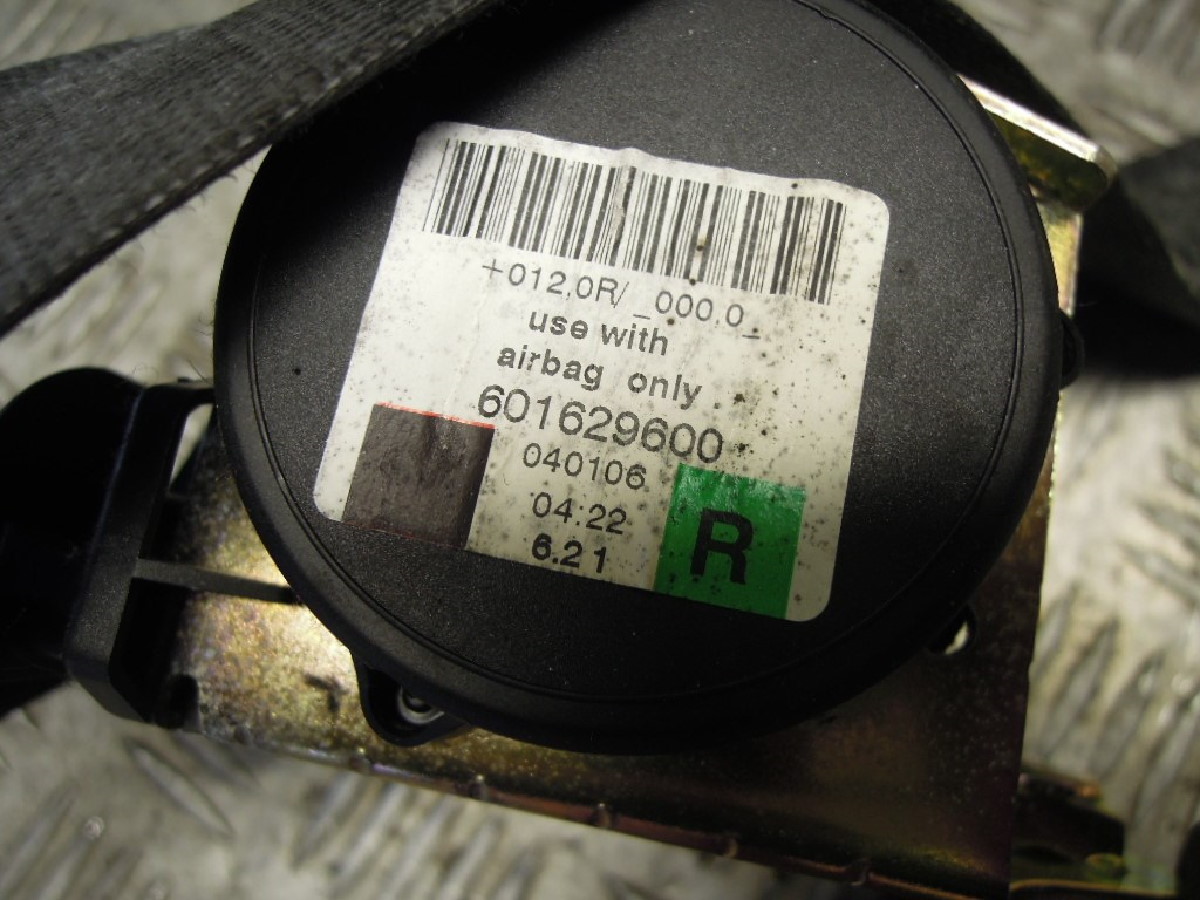 +012.0R/_000.0_
use with
airbag only
601629600
040106
04:22
6.21
R